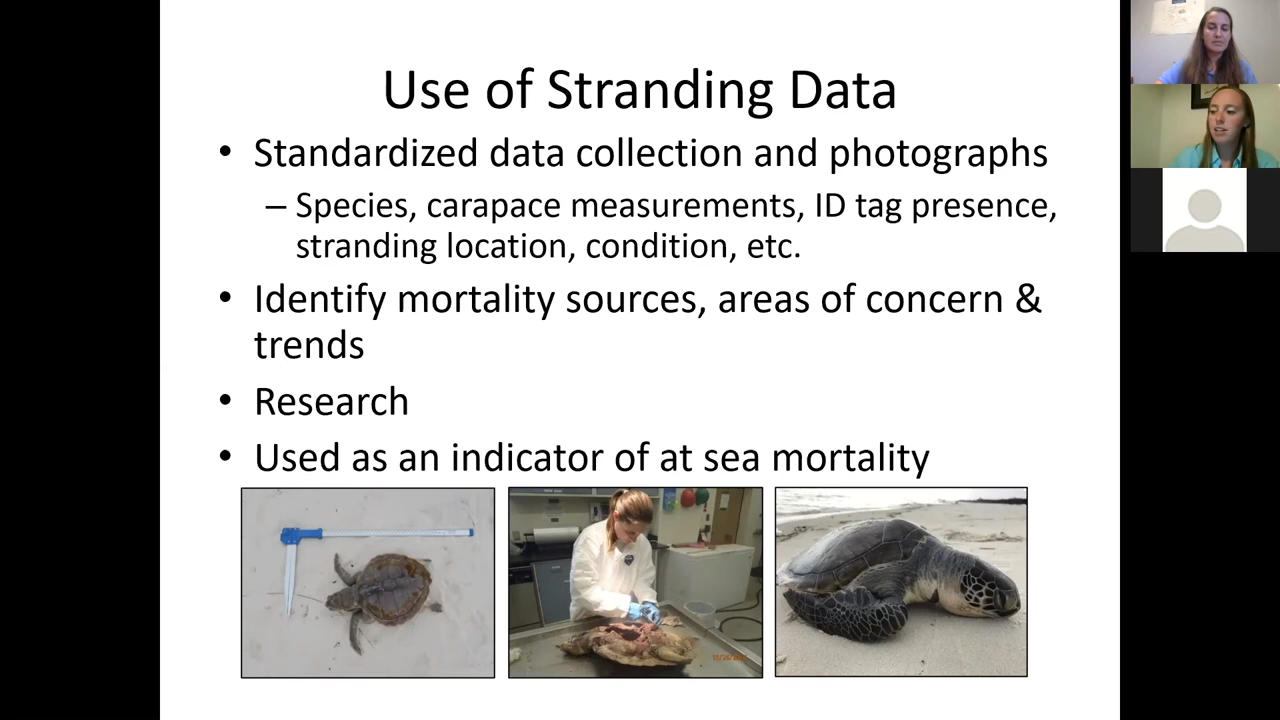 Use of Stranding Data
• Standardized data collection and photographs
– Species, carapace measurements, ID tag presence,
stranding location, condition, etc.
• Identify mortality sources, areas of concern &
trends
• Research
• Used as an indicator of at sea mortality